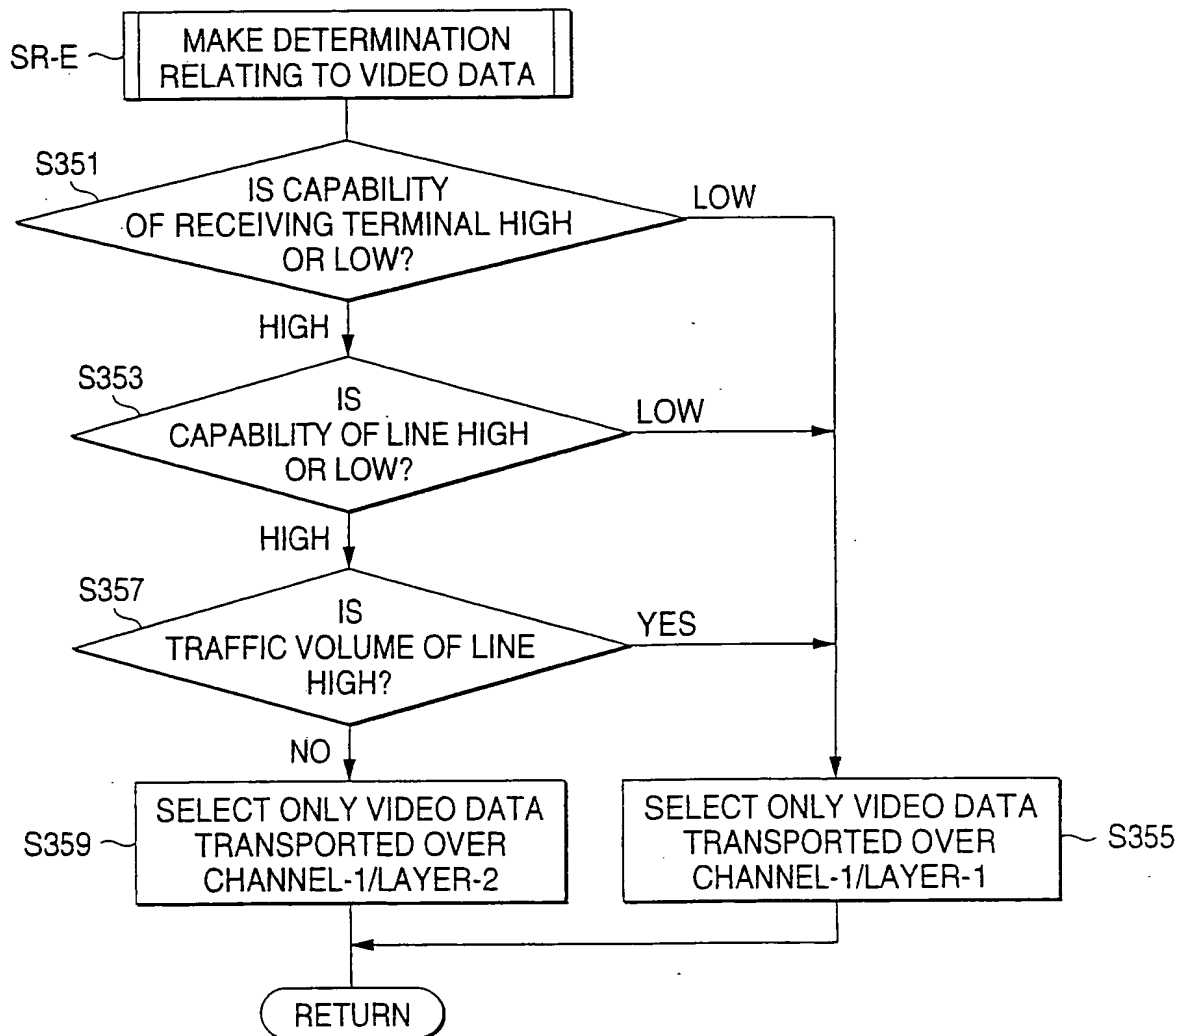 SR-E
MAKE DETERMINATION
RELATING TO VIDEO DATA
S351
IS CAPABILITY
OF RECEIVING TERMINAL HIGH
OR LOW?
LOW
HIGH
S353
IS
CAPABILITY OF LINE HIGH
OR LOW?
LOW
HIGH
S357
IS
TRAFFIC VOLUME OF LINE
HIGH?
YES
NO
S359
SELECT ONLY VIDEO DATA
TRANSPORTED OVER
CHANNEL-1/LAYER-2
SELECT ONLY VIDEO DATA
TRANSPORTED OVER
CHANNEL-1/LAYER-1
S355
RETURN